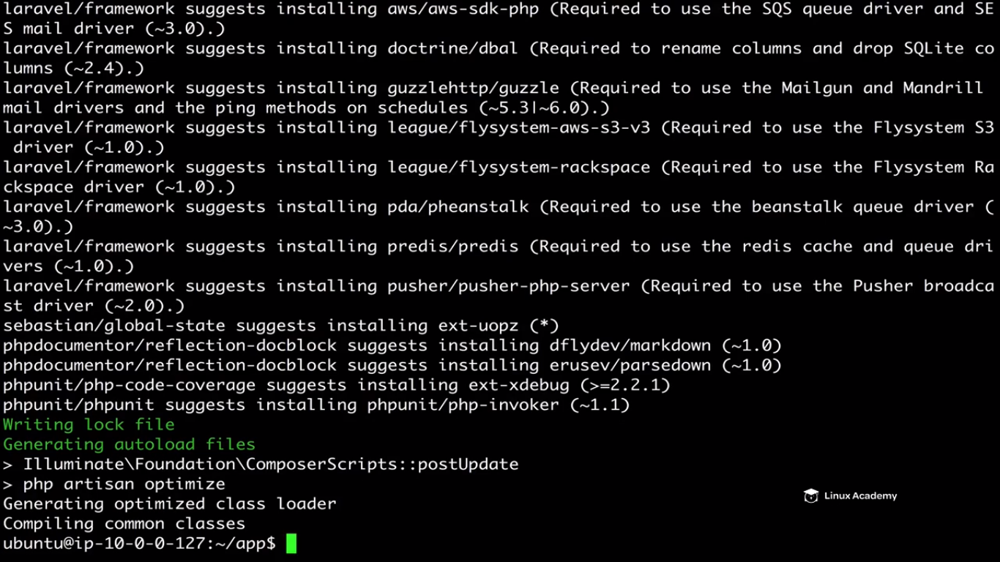 laravel/framework suggests installing aws/aws-sdk-php (Required to use the SQS queue driver and SE
S mail driver (~3.0).)
laravel/framework suggests installing doctrine/dbal (Required to rename columns and drop SQLite co
lumns (~2.4).)
laravel/framework suggests installing guzzlehttp/guzzle (Required to use the Mailgun and Mandrill
mail drivers and the ping methods on schedules (~5.3|~6.0).)
laravel/framework suggests installing league/flysystem-aws-s3-v3 (Required to use the Flysystem S3
 driver (~1.0).)
laravel/framework suggests installing league/flysystem-rackspace (Required to use the Flysystem Ra
ckspace driver (~1.0).)
laravel/framework suggests installing pda/pheanstalk (Required to use the beanstalk queue driver (
~3.0).)
laravel/framework suggests installing predis/predis (Required to use the redis cache and queue dri
vers (~1.0).)
laravel/framework suggests installing pusher/pusher-php-server (Required to use the Pusher broadca
st driver (~2.0).)
sebastian/global-state suggests installing ext-uopz (*)
phpdocumentor/reflection-docblock suggests installing dflydev/markdown (~1.0)
phpdocumentor/reflection-docblock suggests installing erusev/parsedown (~1.0)
phpunit/php-code-coverage suggests installing ext-xdebug (>=2.2.1)
phpunit/phpunit suggests installing phpunit/php-invoker (~1.1)
Writing lock file
Generating autoload files
> Illuminate\Foundation\ComposerScripts::postUpdate
> php artisan optimize
Generating optimized class loader
Linux Academy
Compiling common classes
ubuntu@ip-10-0-0-127:~/app$